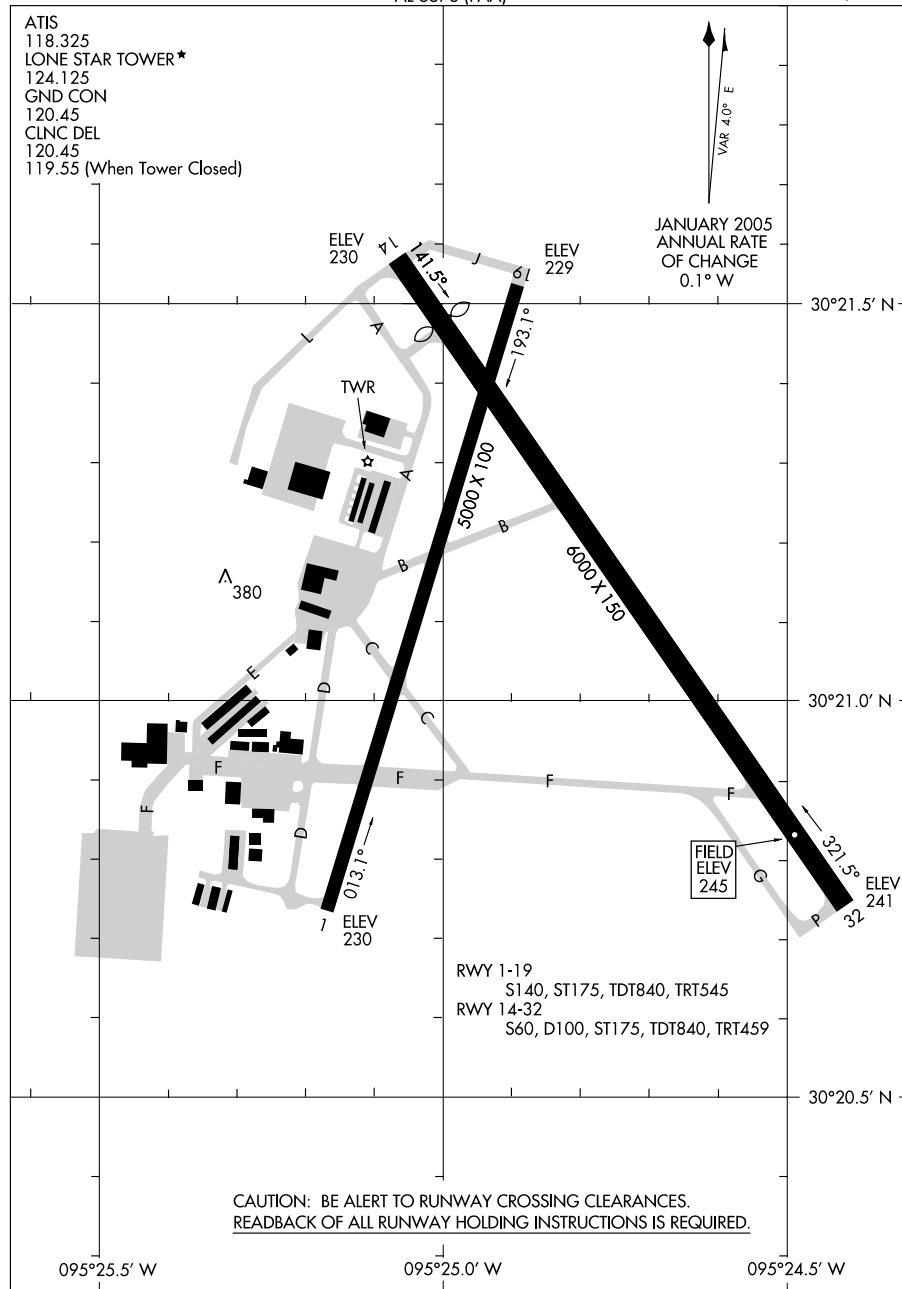 ATIS
118.325
LONE STAR TOWER★
124.125
GND CON
120.45
CLNC DEL
120.45
119.55 (When Tower Closed)
VAR 4.0° E
JANUARY 2005
ANNUAL RATE
OF CHANGE
0.1° W
ELEV
230
14
141.5°
J
ELEV
229
19
193.1°
30°21.5' N
A
L
TWR
A
5000 X 100
B
B
6000 X 150
380
C
E
D
C
30°21.0' N
F
F
F
F
F
D
013.1°
FIELD
ELEV
245
321.5°
G
ELEV
241
P
32
1
ELEV
230
RWY 1-19
S140, ST175, TDT840, TRT545
RWY 14-32
S60, D100, ST175, TDT840, TRT459
30°20.5' N
CAUTION: BE ALERT TO RUNWAY CROSSING CLEARANCES.
READBACK OF ALL RUNWAY HOLDING INSTRUCTIONS IS REQUIRED.
095°25.5' W
095°25.0' W
095°24.5' W